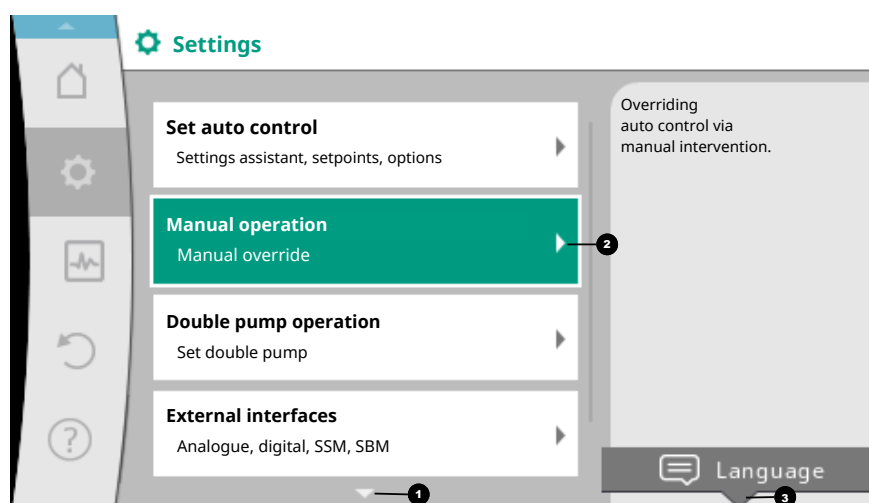 Settings
Set auto control
Settings assistant, setpoints, options
Manual operation
Manual override
Double pump operation
Set double pump
External interfaces
Analogue, digital, SSM, SBM
Overriding
auto control via
manual intervention.
2
?
Language
1
3